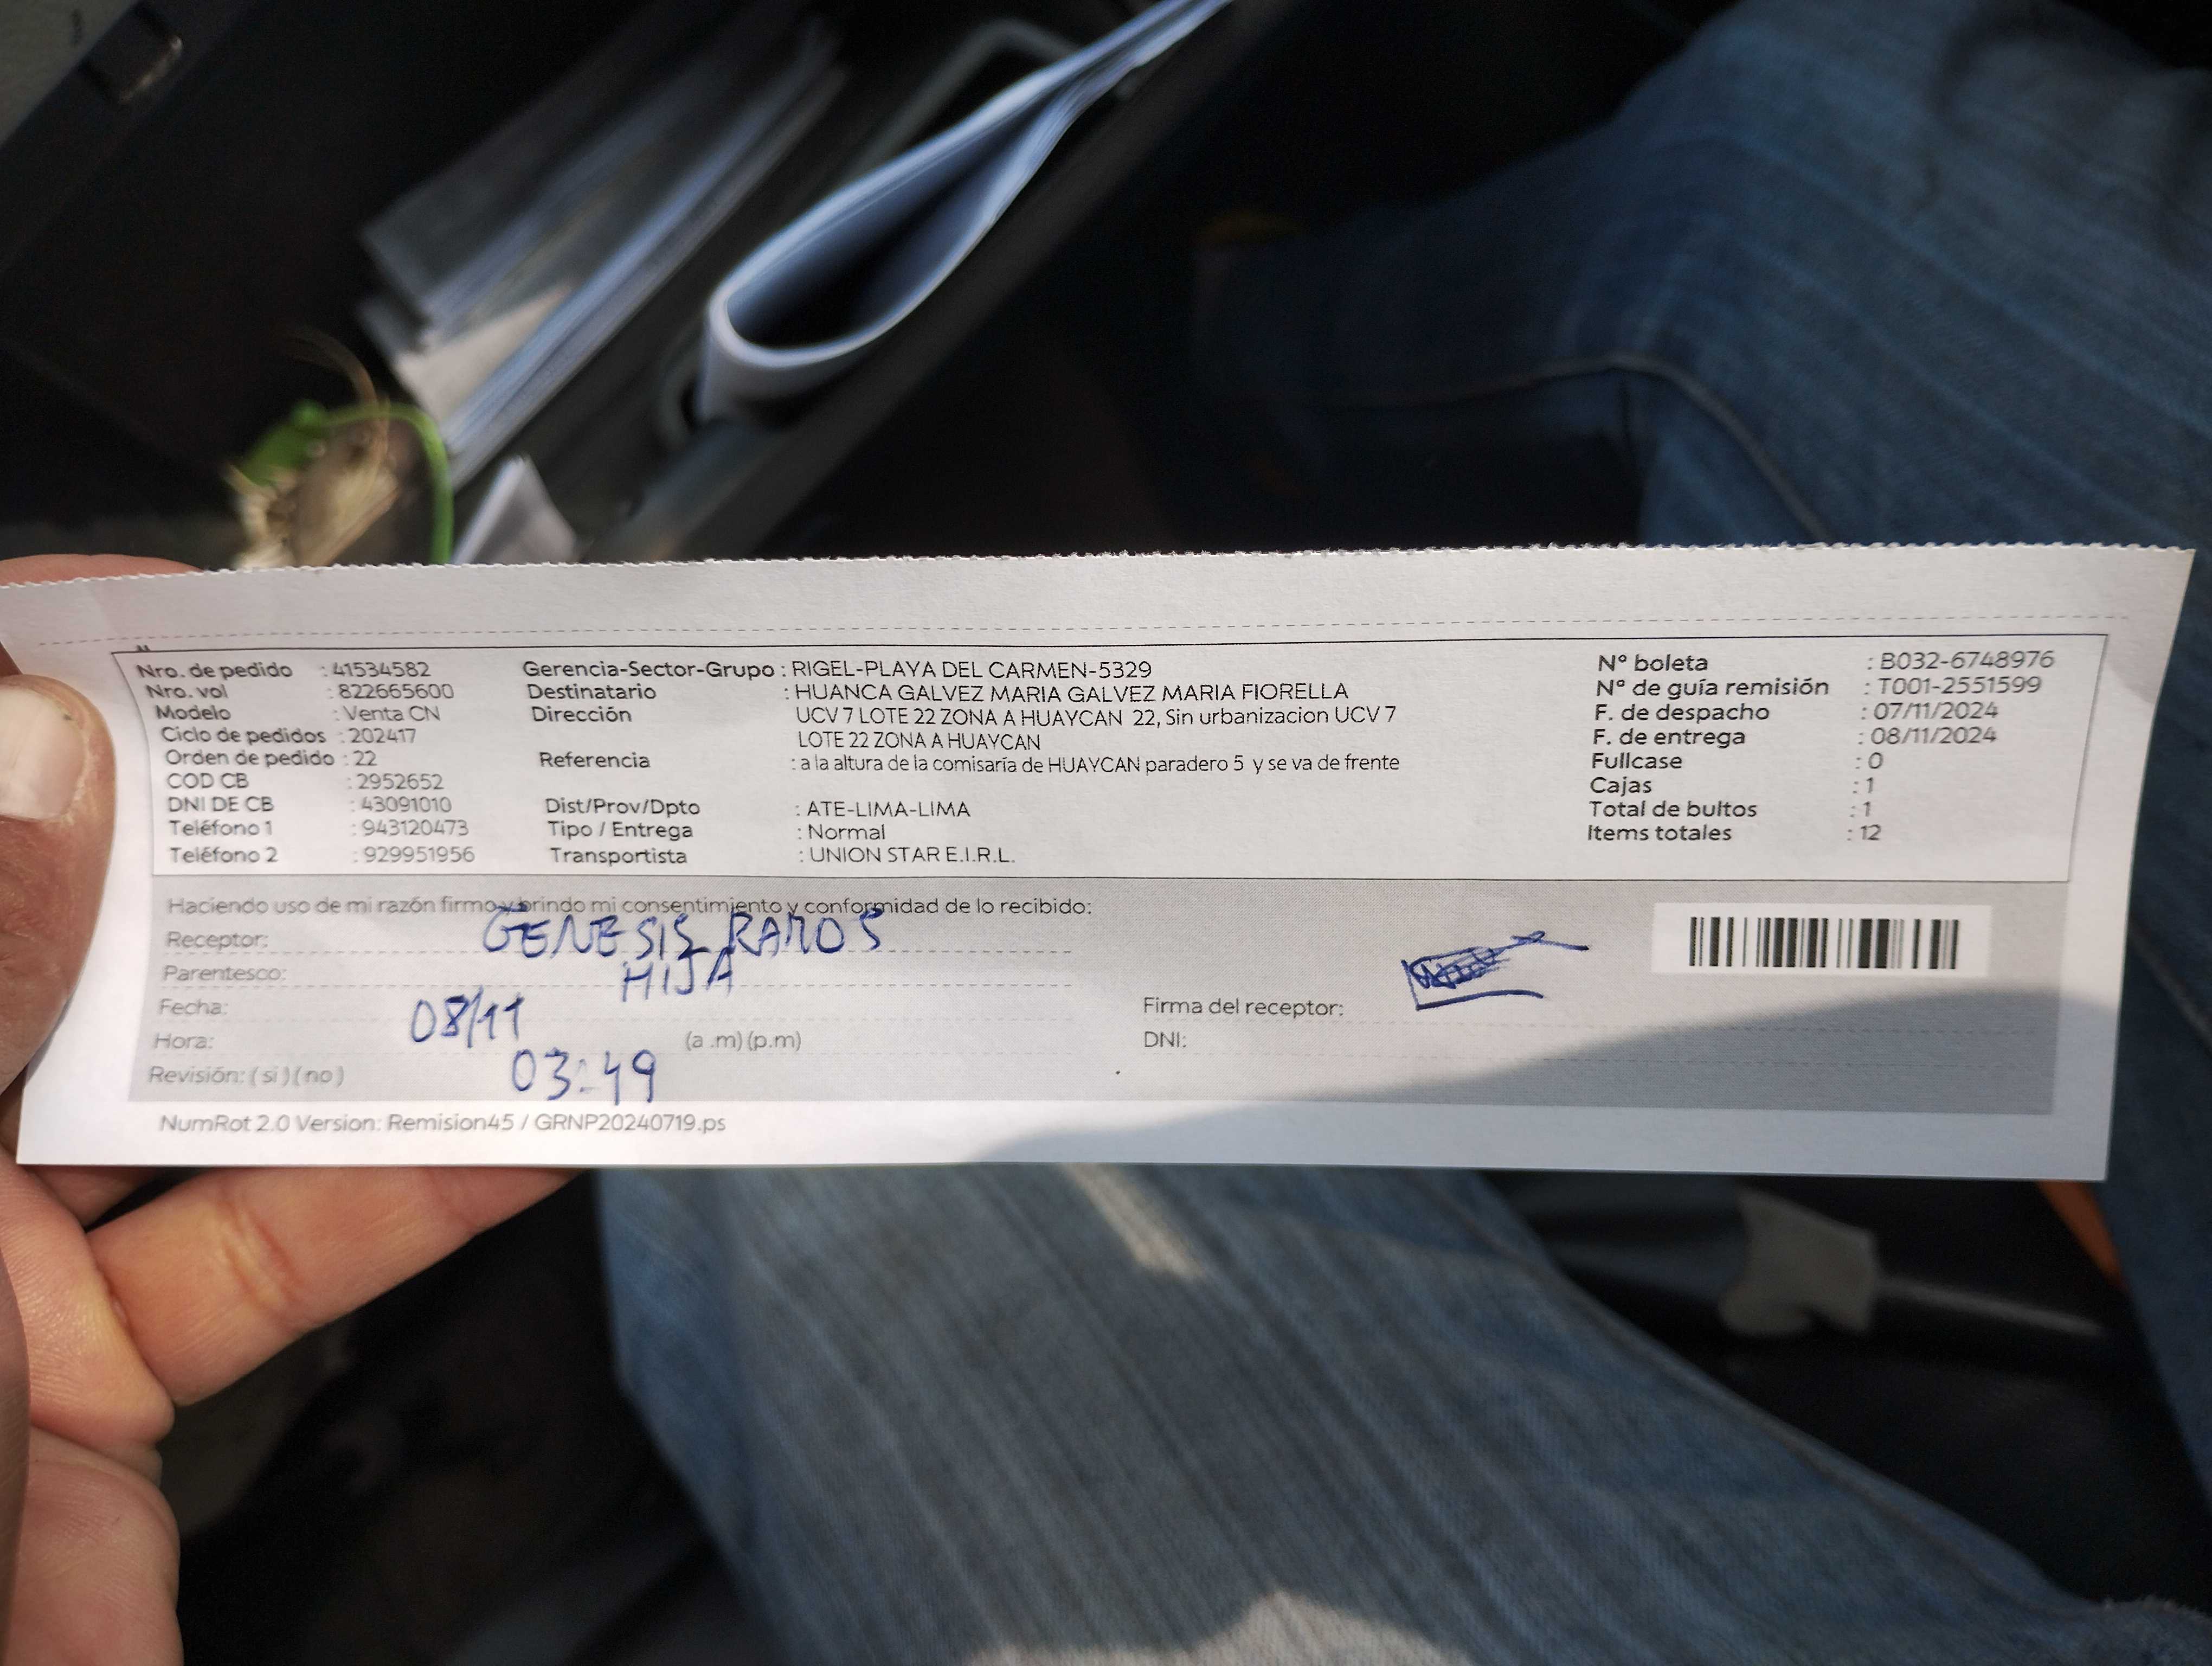 Nro. de pedido : 41534582
Nro. vol : 822665600
Modelo : Venta CN
Ciclo de pedidos : 202417
Orden de pedido : 22
COD CB : 2952652
DNI DE CB : 43091010
Teléfono 1 : 943120473
Teléfono 2 : 929951956
Gerencia-Sector-Grupo : RIGEL-PLAYA DEL CARMEN-5329
Destinatario : HUANCA GALVEZ MARIA GALVEZ MARIA FIORELLA
Dirección UCV 7 LOTE 22 ZONA A HUAYCAN 22, Sin urbanizacion UCV 7
LOTE 22 ZONA A HUAYCAN
Referencia : a la altura de la comisaría de HUAYCAN paradero 5 y se va de frente
Dist/Prov/Dpto : ATE-LIMA-LIMA
Tipo / Entrega : Normal
Transportista : UNION STAR E.I.R.L.
N° boleta : B032-6748976
N° de guía remisión : T001-2551599
F. de despacho : 07/11/2024
F. de entrega : 08/11/2024
Fullcase : 0
Cajas : 1
Total de bultos : 1
Items totales : 12
Haciendo uso de mi razón firmo y brindo mi consentimiento y conformidad de lo recibido:
Receptor: GENESIS RAMOS
Parentesco: HIJA
Fecha: 08/11
Hora: 03:49 (a .m) (p.m)
Revisión: ( si ) ( no )
Firma del receptor:
DNI:
NumRot 2.0 Version: Remision45 / GRNP20240719.ps